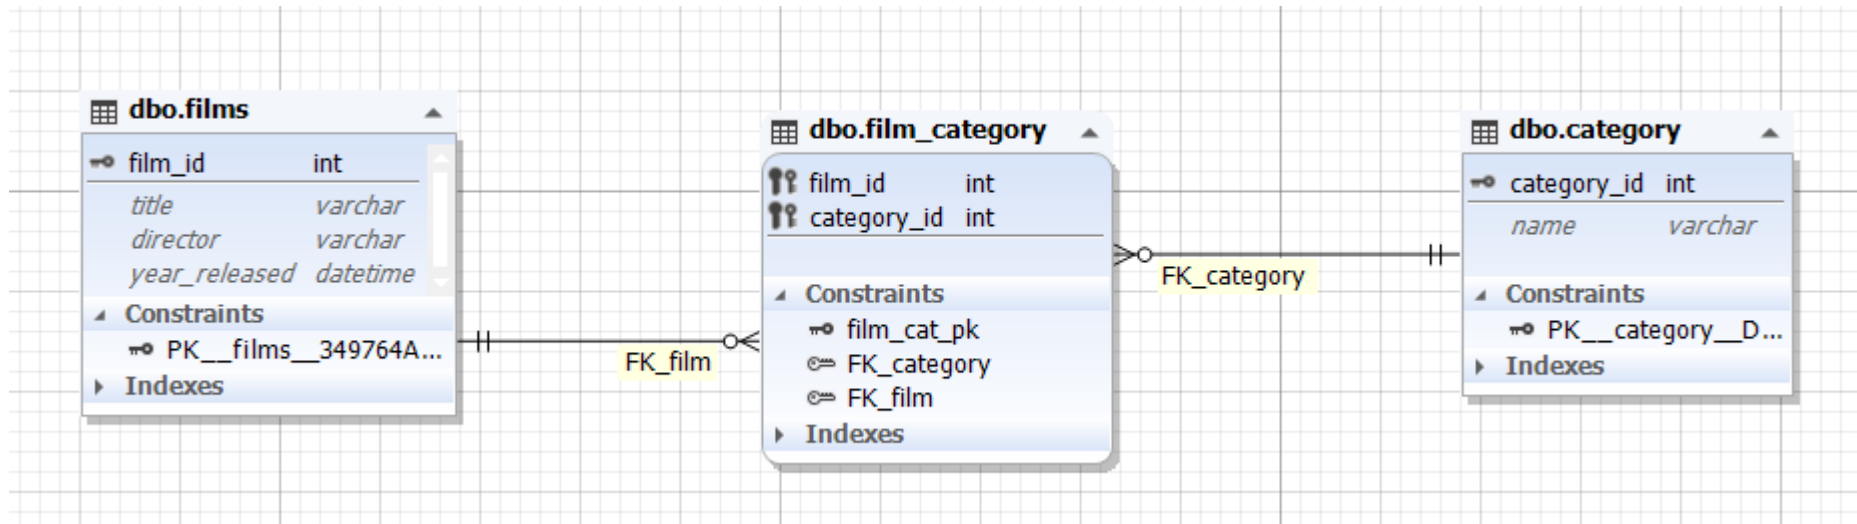 dbo.films
film_id int
title varchar
director varchar
year_released datetime
Constraints
PK__films__349764A...
Indexes
FK_film
dbo.film_category
film_id int
category_id int
Constraints
film_cat_pk
FK_category
FK_film
Indexes
FK_category
dbo.category
category_id int
name varchar
Constraints
PK__category__D...
Indexes